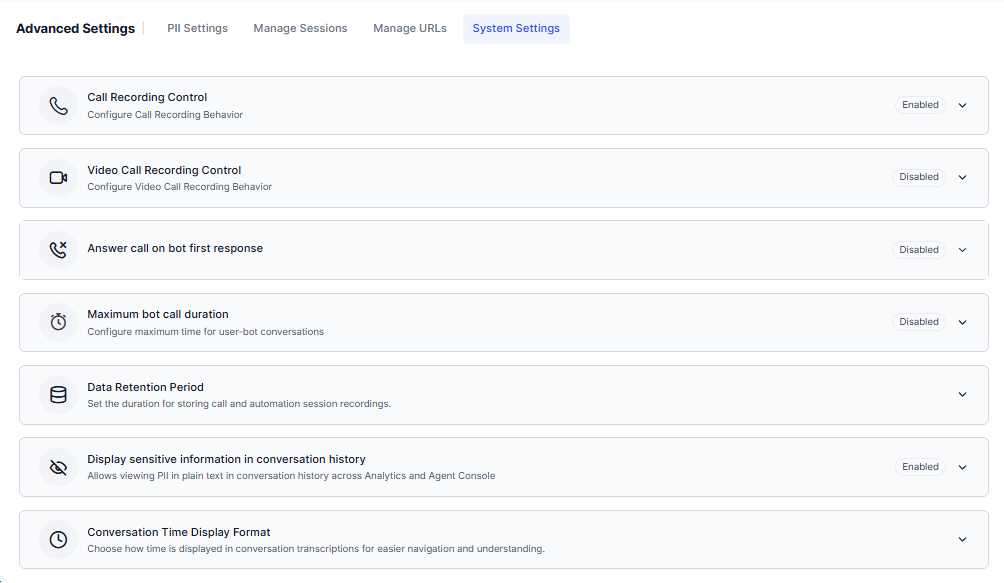 Advanced Settings PII Settings Manage Sessions Manage URLs System Settings
Call Recording Control
Configure Call Recording Behavior
Enabled
Video Call Recording Control
Configure Video Call Recording Behavior
Disabled
Answer call on bot first response
Disabled
Maximum bot call duration
Configure maximum time for user-bot conversations
Disabled
Data Retention Period
Set the duration for storing call and automation session recordings.
Display sensitive information in conversation history
Allows viewing PII in plain text in conversation history across Analytics and Agent Console
Enabled
Conversation Time Display Format
Choose how time is displayed in conversation transcriptions for easier navigation and understanding.